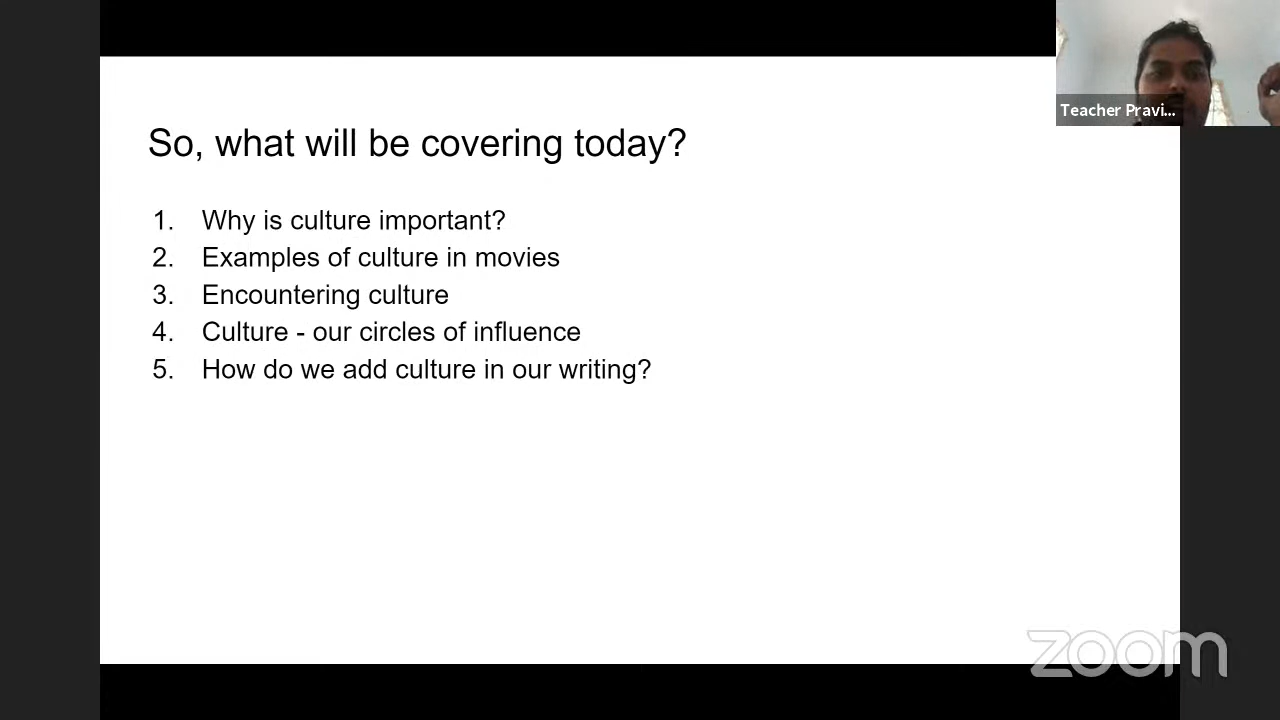 So, what will be covering today?
1. Why is culture important?
2. Examples of culture in movies
3. Encountering culture
4. Culture - our circles of influence
5. How do we add culture in our writing?
Teacher Pravi...
zoom